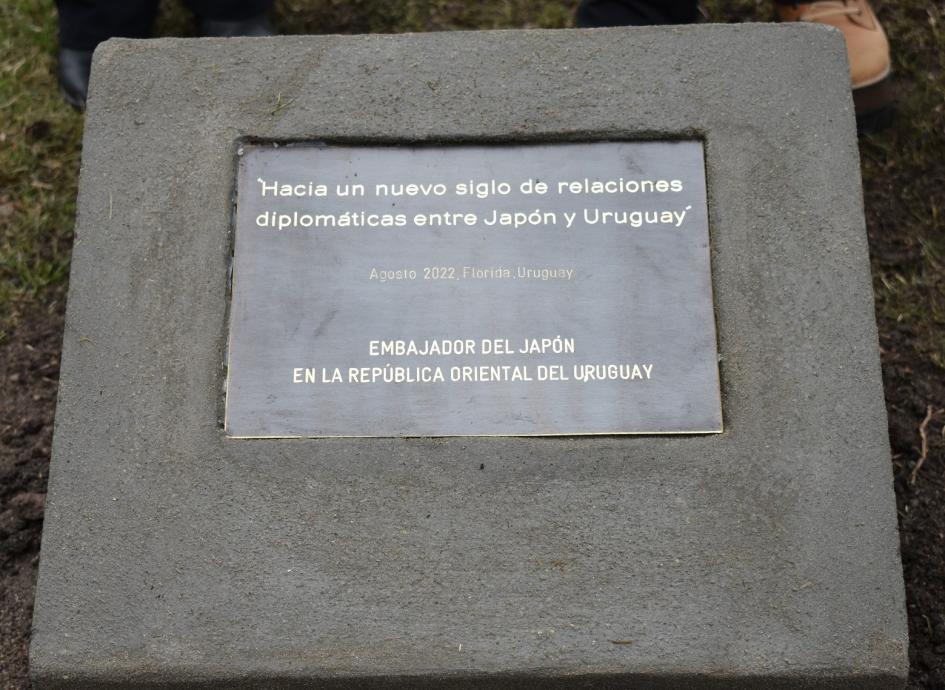 "Hacia un nuevo siglo de relaciones
diplomáticas entre Japón y Uruguay"
Agosto 2022, Florida, Uruguay
EMBAJADOR DEL JAPÓN
EN LA REPÚBLICA ORIENTAL DEL URUGUAY